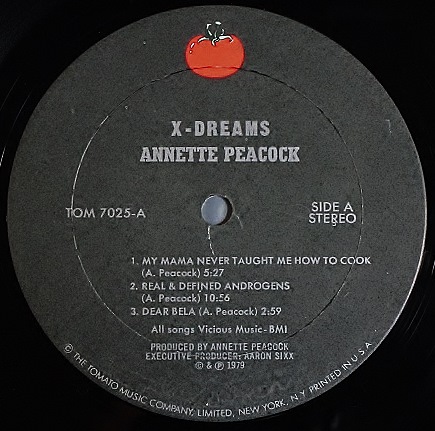 X-DREAMS
ANNETTE PEACOCK
TOM 7025-A
SIDE A
STEREO
1. MY MAMA NEVER TAUGHT ME HOW TO COOK
(A. Peacock) 5:27
2. REAL & DEFINED ANDROGENS
(A. Peacock) 10:56
3. DEAR BELA (A. Peacock) 2:59
All songs Vicious Music-BMI
PRODUCED BY ANNETTE PEACOCK
EXECUTIVE PRODUCER: AARON SIXX
© & ℗ 1979
© THE TOMATO MUSIC COMPANY, LIMITED, NEW YORK, N.Y. PRINTED IN U.S.A.